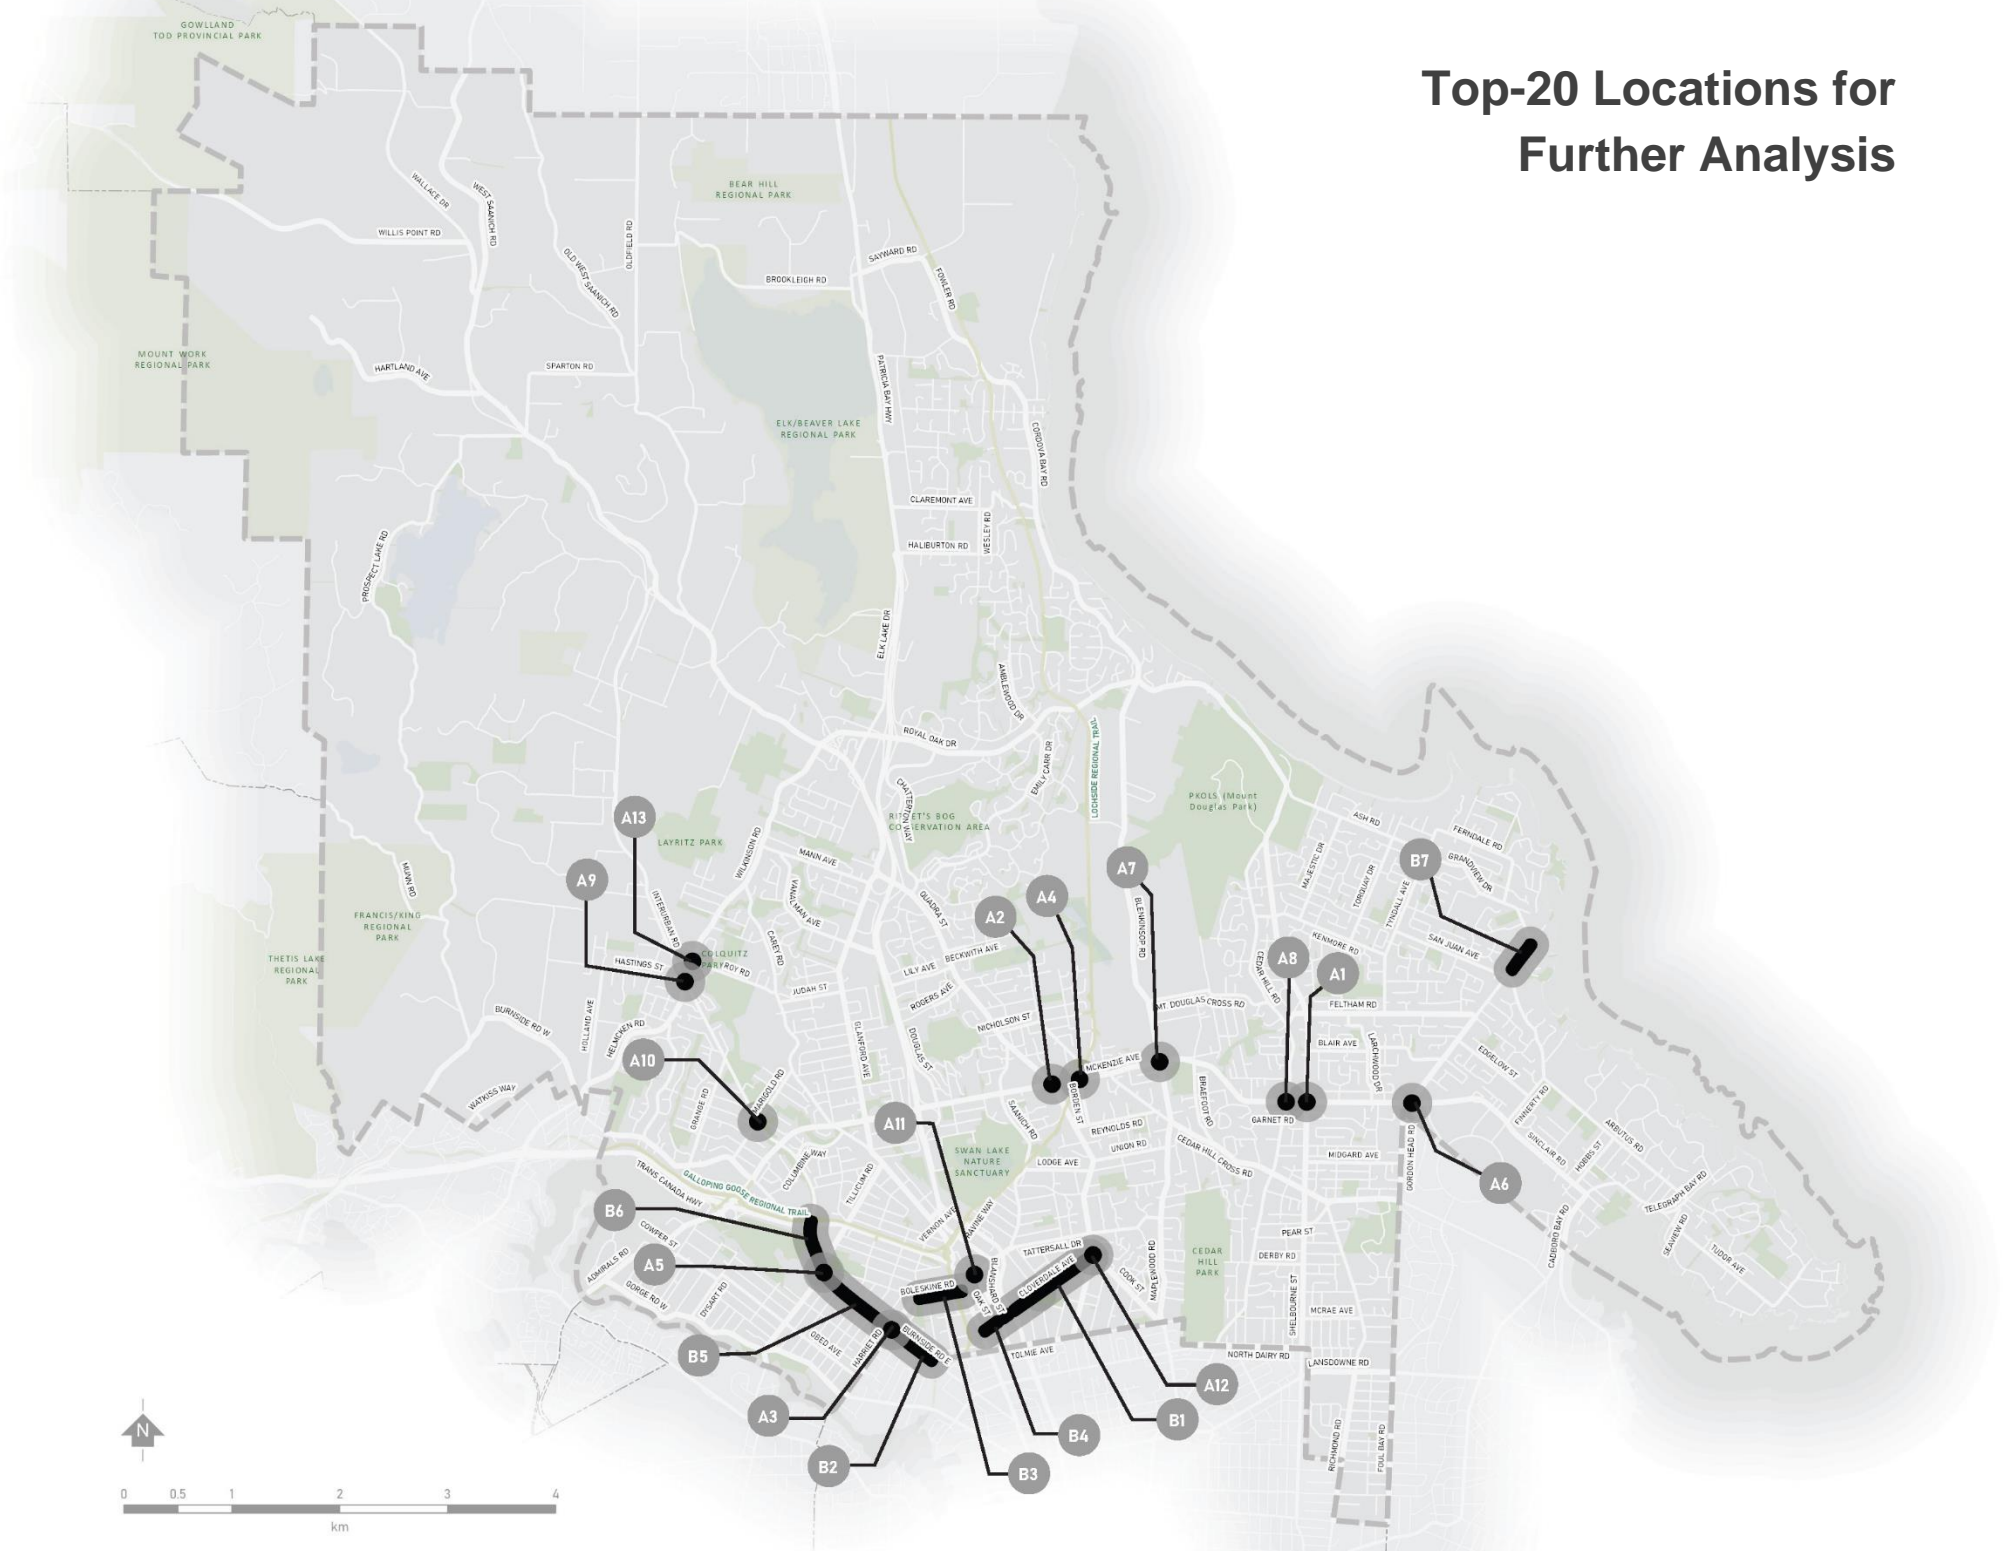 Top-20 Locations for
Further Analysis
GOWLLAND
TOD PROVINCIAL PARK
BEAR HILL
REGIONAL PARK
WALLACE DR
WEST SAANICH RD
WILLIS POINT RD
OLDFIELD RD
OLD WEST SAANICH RD
SAYWARD RD
BROOKLEIGH RD
FOWLER RD
MOUNT WORK
REGIONAL PARK
HARTLAND AVE
SPARTON RD
PATRICIA BAY HWY
ELK/BEAVER LAKE
REGIONAL PARK
CORDOVA BAY RD
CLAREMONT AVE
WESLEY RD
HALIBURTON RD
PROSPECT LAKE RD
ELK LAKE DR
AMBLEWOOD DR
ROYAL OAK DR
EMILY CARR DR
LOCHSIDE REGIONAL TRAIL
CHATTERTON WAY
PKOLS (Mount
Douglas Park)
RITHET'S BOG
CONSERVATION AREA
A13
LAYRITZ PARK
WILKINSON RD
MANN AVE
ASH RD
FERNDALE RD
GRANDVIEW DR
B7
MAJESTIC DR
TORQUAY DR
TYNDALL AVE
A7
A9
MUNN RD
VANALMAN AVE
QUADRA ST
A4
A2
BLENKINSOP RD
INTERURBAN RD
FRANCIS/KING
REGIONAL
PARK
CAREY RD
BECKWITH AVE
KENMORE RD
SAN JUAN AVE
THETIS LAKE
REGIONAL
PARK
HASTINGS ST
COLQUITZ
PARK
ROY RD
LILY AVE
CEDAR HILL RD
A8
A1
JUDAH ST
ROGERS AVE
MT. DOUGLAS CROSS RD
FELTHAM RD
BURNSIDE RD W
HOLLAND AVE
HELMCKEN RD
NICHOLSON ST
GLANFORD AVE
DOUGLAS ST
BLAIR AVE
LARCHWOOD DR
EDGELOW ST
A10
MCKENZIE AVE
WATKISS WAY
GRANGE RD
MARIGOLD RD
SAANICH RD
BORDEN ST
BRAEFOOT RD
GARNET RD
FINNERTY RD
ARBUTUS RD
A11
REYNOLDS RD
UNION RD
CEDAR HILL CROSS RD
GORDON HEAD RD
SINCLAIR RD
HOBBS ST
SWAN LAKE
NATURE
SANCTUARY
LODGE AVE
MIDGARD AVE
A6
COLUMBINE WAY
TRANS CANADA HWY
GALLOPING GOOSE REGIONAL TRAIL
TILLICUM RD
TELEGRAPH BAY RD
B6
COWPER ST
VERNON AVE
RAVINE WAY
PEAR ST
CADBORO BAY RD
SEAVIEW RD
TUDOR AVE
A5
ADMIRALS RD
TATTERSALL DR
MAPLEWOOD RD
CEDAR
HILL
PARK
DERBY RD
GORGE RD W
DYSART RD
BOLESKINE RD
BLANSHARD ST
OAK ST
CLOVERDALE AVE
COOK ST
SHELBOURNE ST
MCRAE AVE
B5
OBED AVE
HARRIET RD
BURNSIDE RD E
TOLMIE AVE
NORTH DAIRY RD
LANSDOWNE RD
A12
A3
B1
B4
RICHMOND RD
FOUL BAY RD
B2
B3
N
0 0.5 1 2 3 4
km